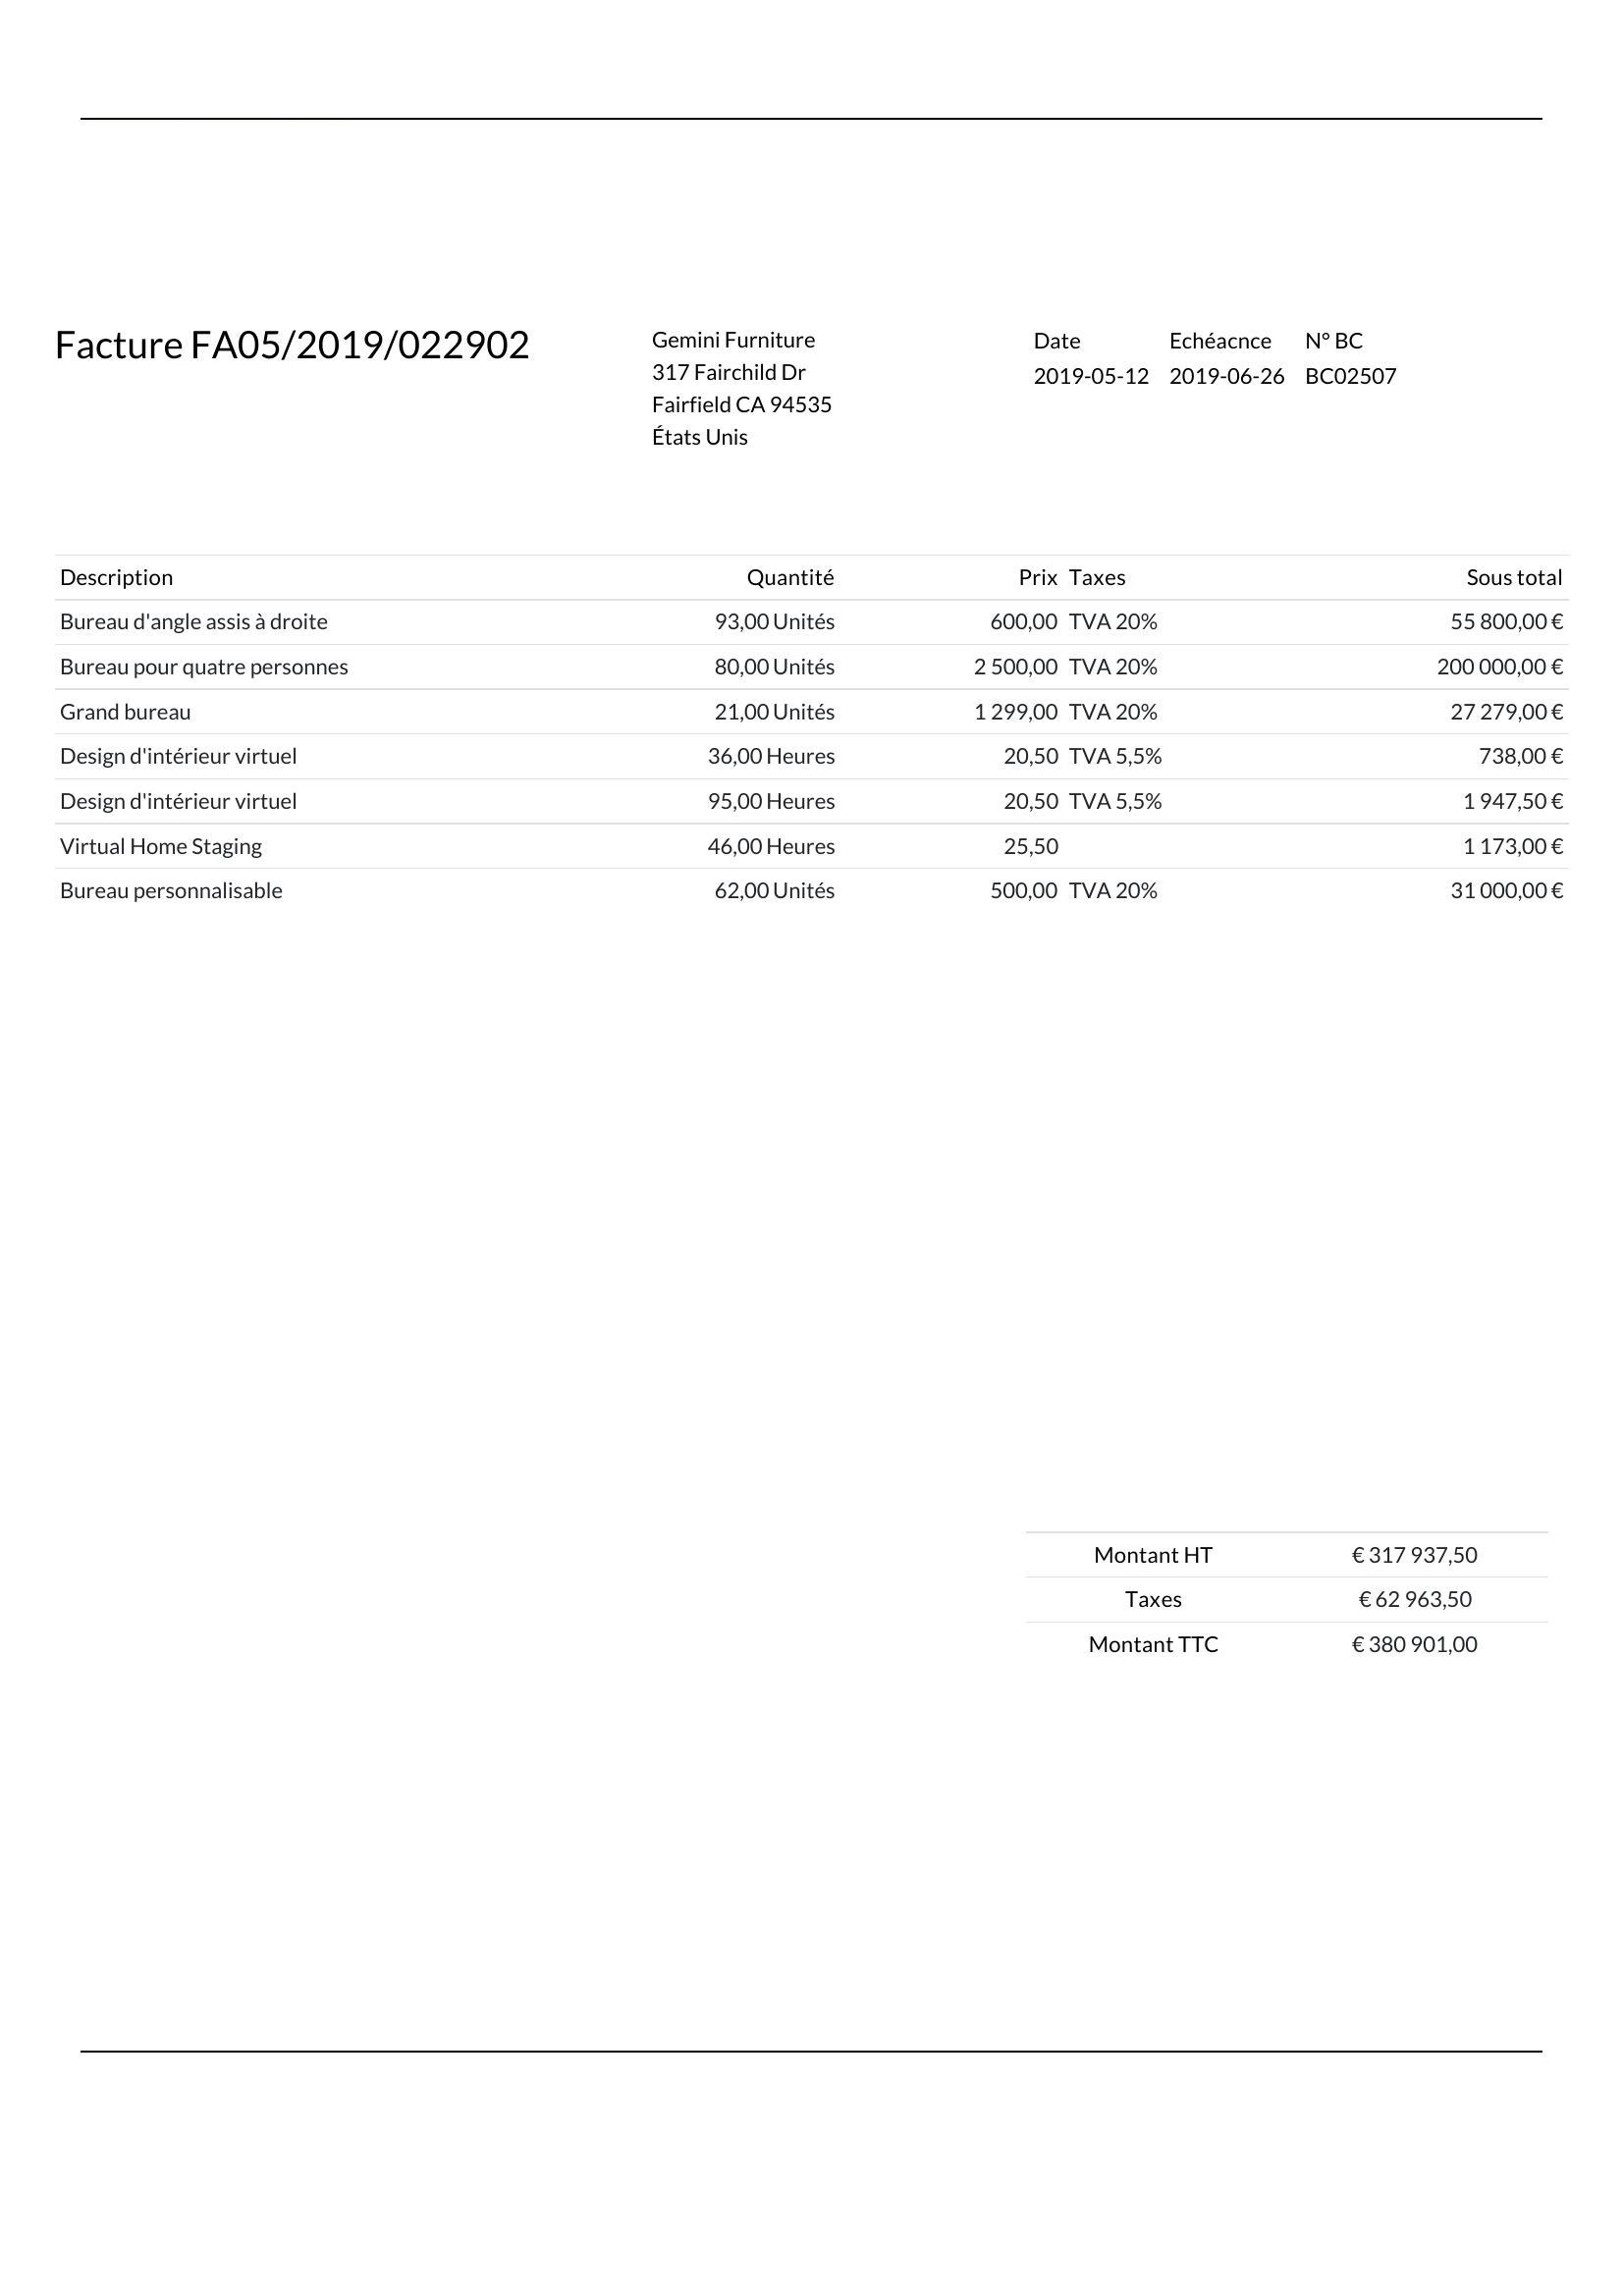 Facture FA05/2019/022902
Gemini Furniture
317 Fairchild Dr
Fairfield CA 94535
États Unis
Date Echéacnce N° BC
2019-05-12 2019-06-26 BC02507
Description Quantité Prix Taxes Sous total
Bureau d'angle assis à droite 93,00 Unités 600,00 TVA 20% 55 800,00 €
Bureau pour quatre personnes 80,00 Unités 2 500,00 TVA 20% 200 000,00 €
Grand bureau 21,00 Unités 1 299,00 TVA 20% 27 279,00 €
Design d'intérieur virtuel 36,00 Heures 20,50 TVA 5,5% 738,00 €
Design d'intérieur virtuel 95,00 Heures 20,50 TVA 5,5% 1 947,50 €
Virtual Home Staging 46,00 Heures 25,50 1 173,00 €
Bureau personnalisable 62,00 Unités 500,00 TVA 20% 31 000,00 €
Montant HT € 317 937,50
Taxes € 62 963,50
Montant TTC € 380 901,00